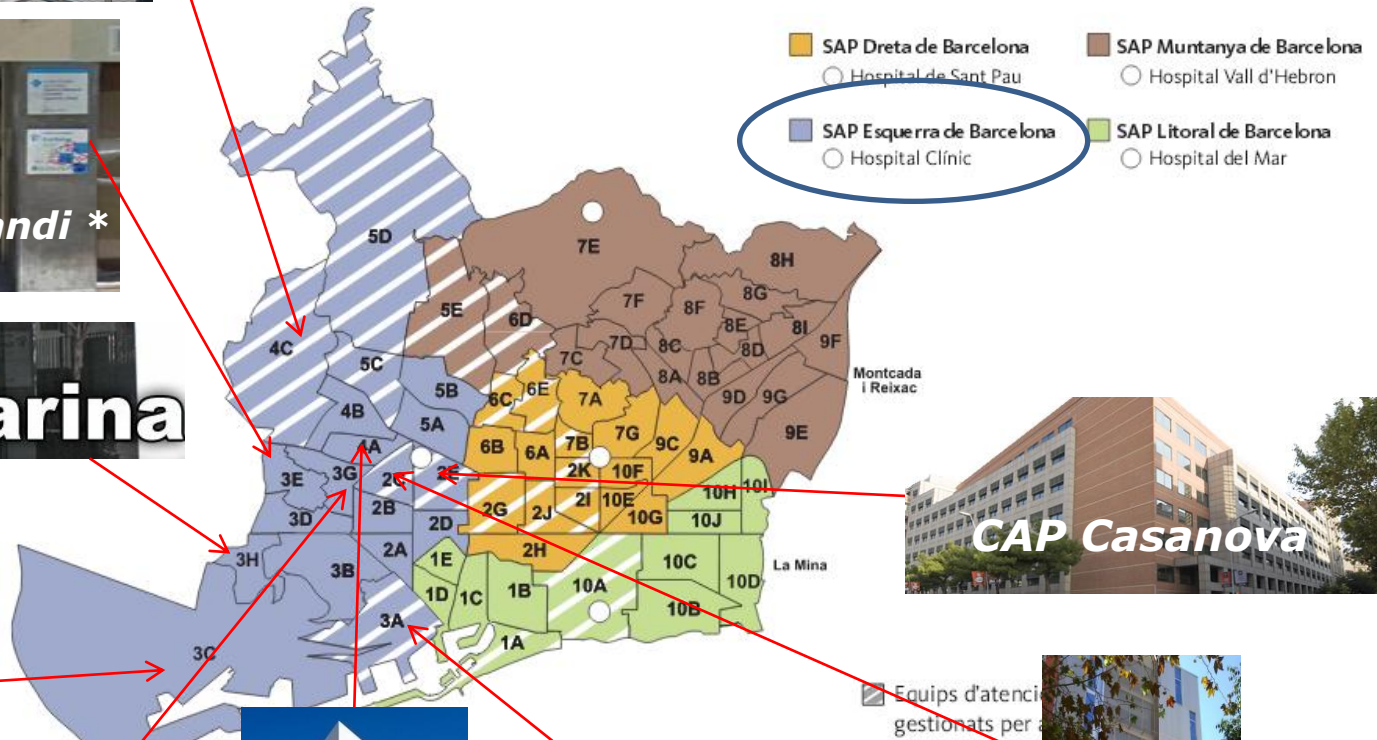 SAP Dreta de Barcelona
Hospital de Sant Pau
SAP Muntanya de Barcelona
Hospital Vall d'Hebron
SAP Esquerra de Barcelona
Hospital Clínic
SAP Litoral de Barcelona
Hospital del Mar
andi *
arina
5D
7E
8H
5E
6D
7F
8F
8G
8E
8I
9F
4C
5C
7C
7D
8C
8D
8A
8B
Montcada
i Reixac
5B
6C
6E
7A
9D
9G
4B
5A
9E
4A
6B
6A
7B
7G
9C
9A
3E
3G
2C
2E
2K
10F
10H
10I
3D
2B
2D
2G
2J
2I
10E
10G
10J
CAP Casanova
3H
3B
2A
1E
2H
10C
La Mina
1D
1C
1B
10A
10D
10B
3A
1A
3C
Equips d'atenci
gestionats per